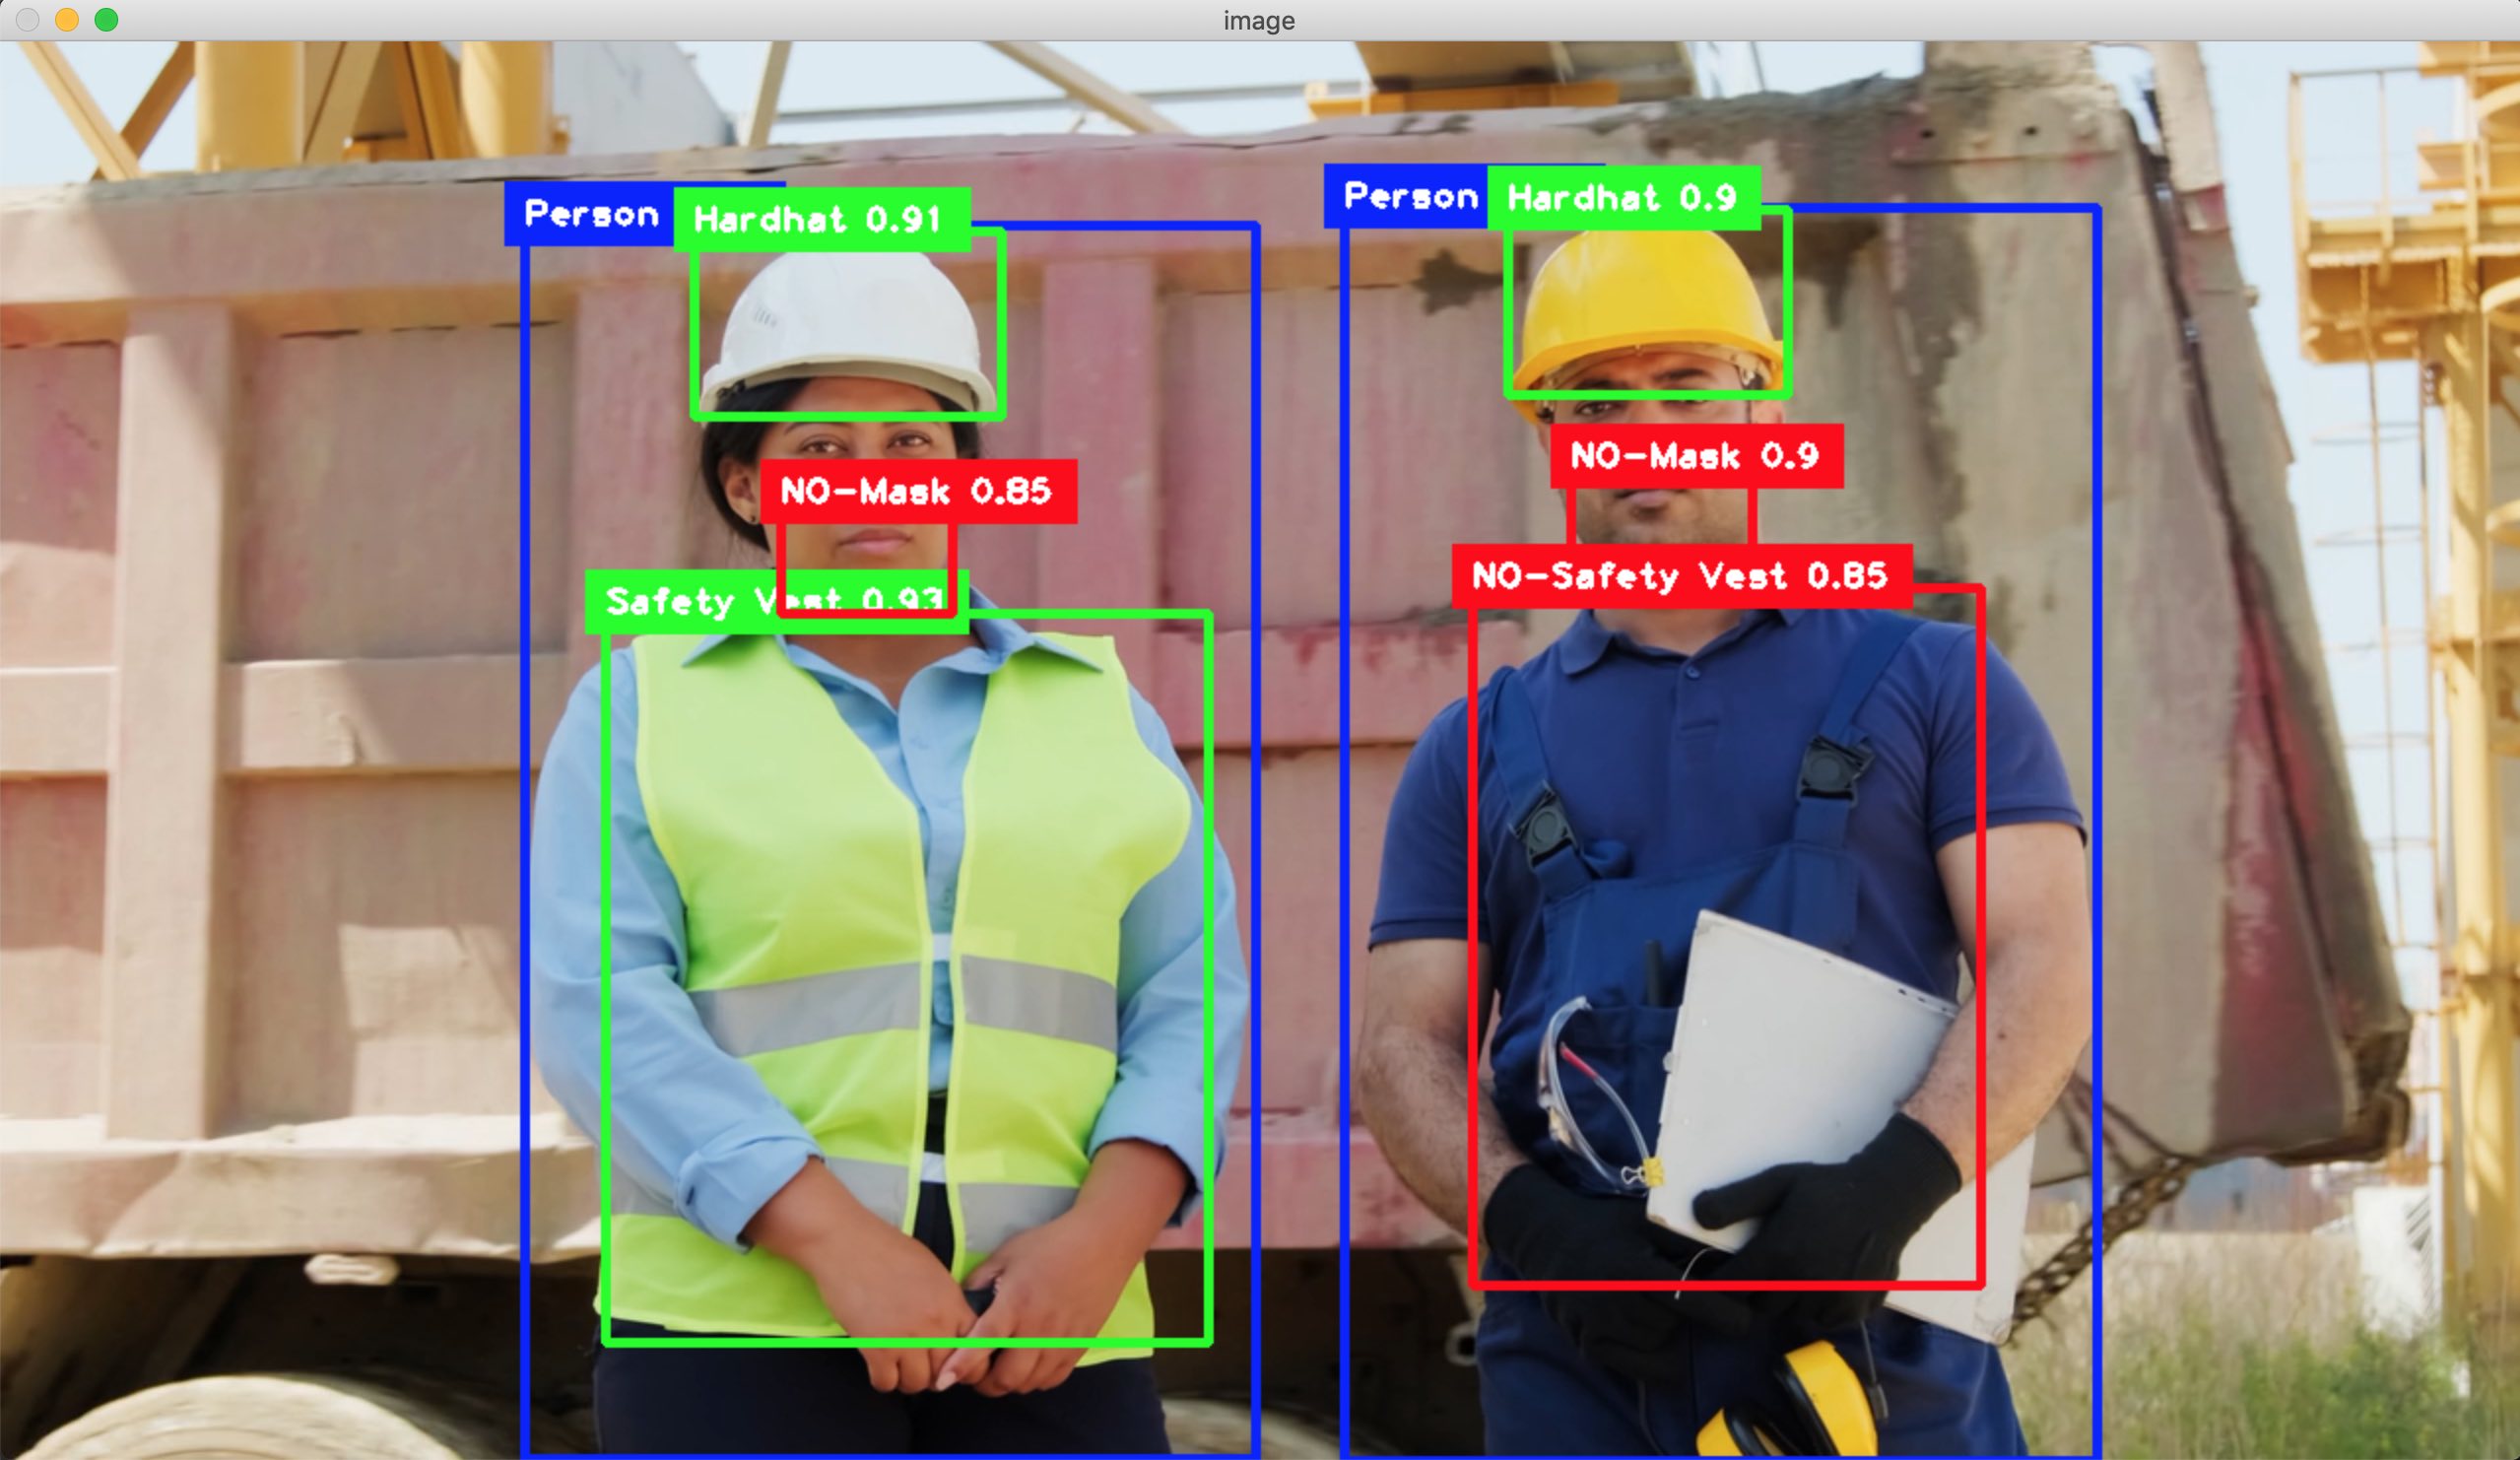 image
Person
Hardhat 0.91
Person
Hardhat 0.9
NO-Mask 0.85
NO-Mask 0.9
Safety Vest 0.93
NO-Safety Vest 0.85